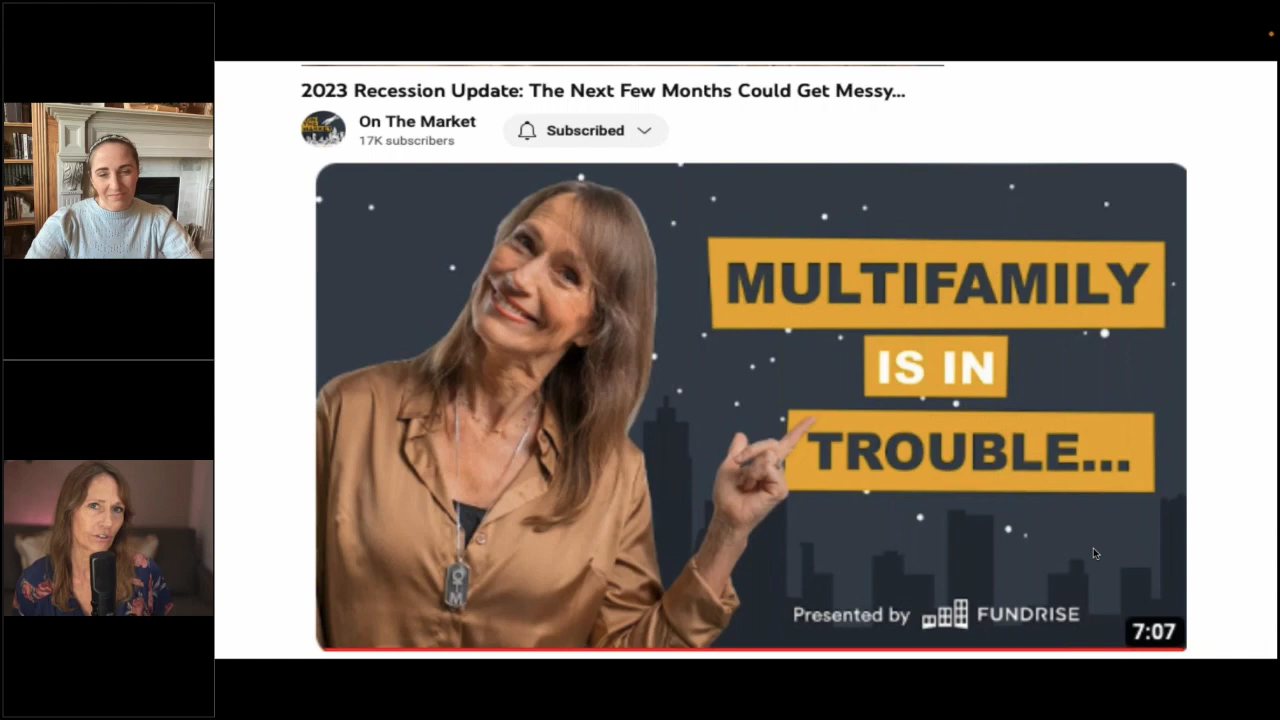 2023 Recession Update: The Next Few Months Could Get Messy...
On The Market
17K subscribers
Subscribed
MULTIFAMILY
IS IN
TROUBLE...
Presented by FUNDRISE
7:07